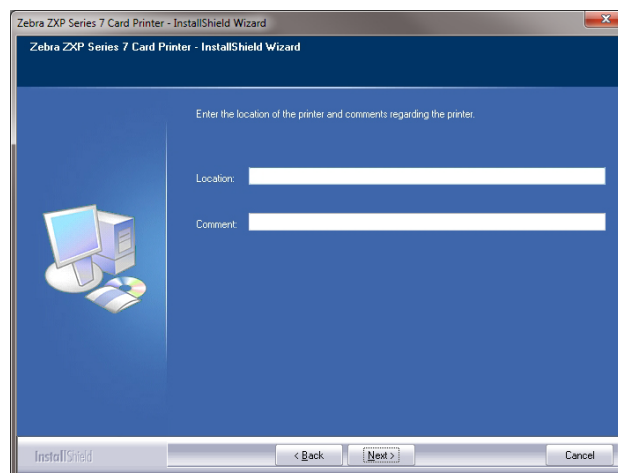 Zebra ZXP Series 7 Card Printer - InstallShield Wizard
Zebra ZXP Series 7 Card Printer - InstallShield Wizard
Enter the location of the printer and comments regarding the printer.
Location:
Comment:
InstallShield
< Back
Next >
Cancel